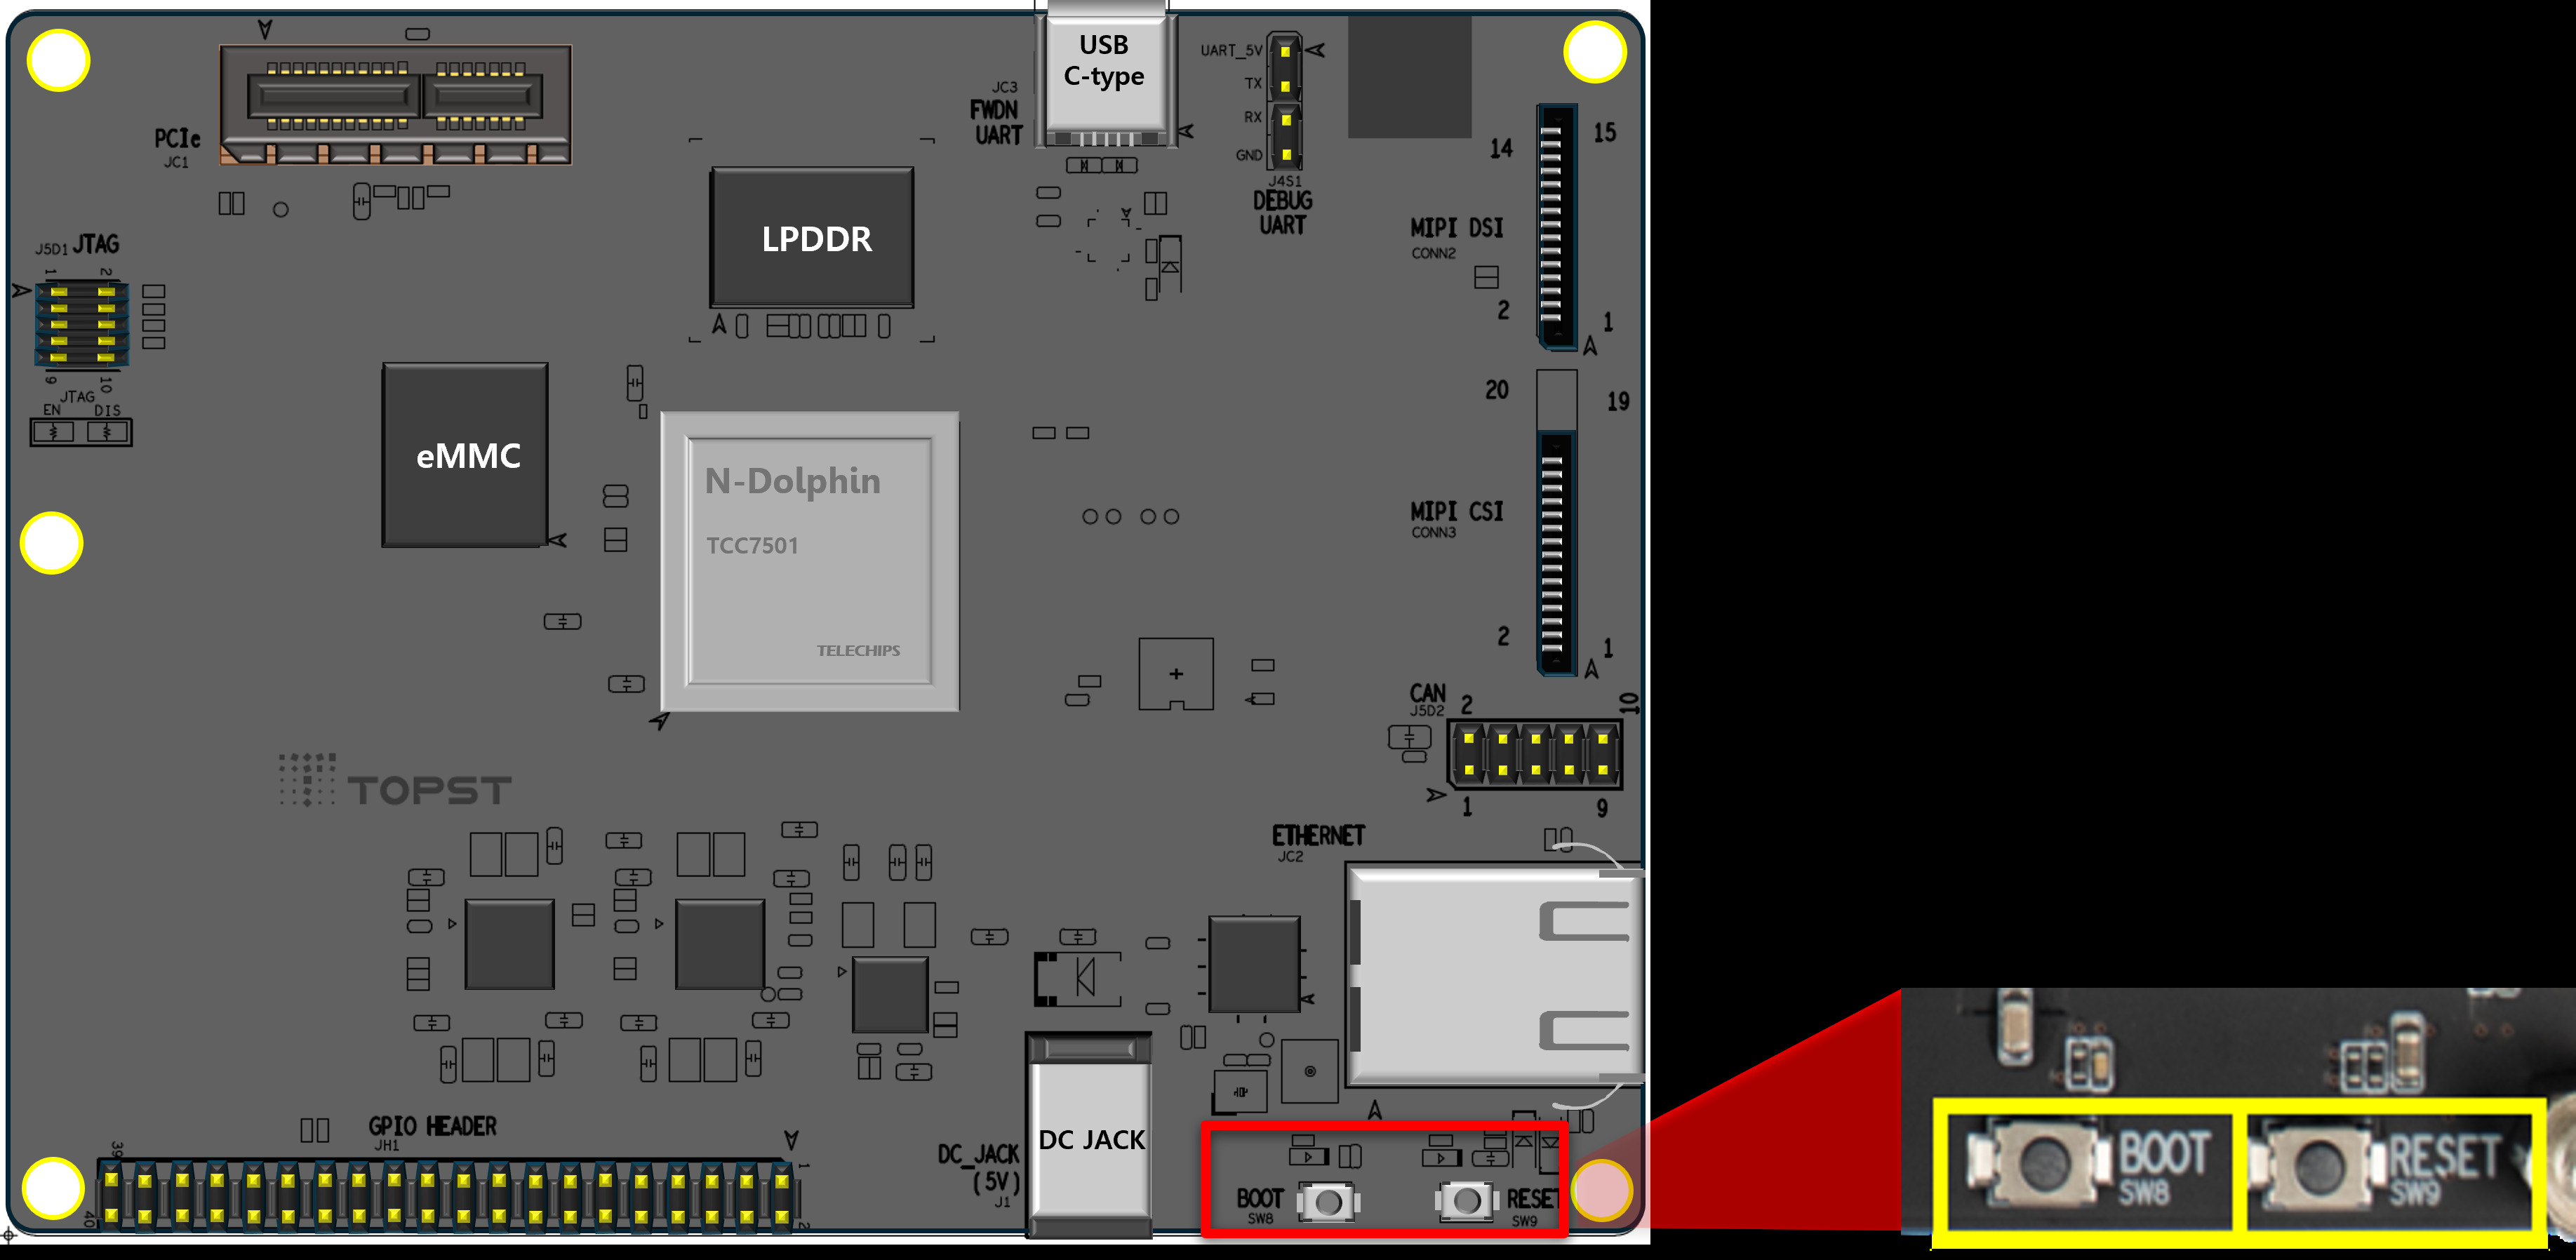 USB
C-type
JC3
FWDN
UART
UART_5V
TX
RX
GND
J4S1
DEBUG
UART
PCIe
JC1
14
15
MIPI DSI
CONN2
2
1
LPDDR
J5D1 JTAG
1
2
9
10
JTAG
EN DIS
eMMC
N-Dolphin
TCC7501
TELECHIPS
20
19
MIPI CSI
CONN3
2
1
CAN
J5D2
2
10
1
9
TOPST
ETHERNET
JC2
GPIO HEADER
JH1
39
1
40
2
DC_JACK
(5V)
J1
DC JACK
BOOT
SW8
RESET
SW9
BOOT
SW8
RESET
SW9